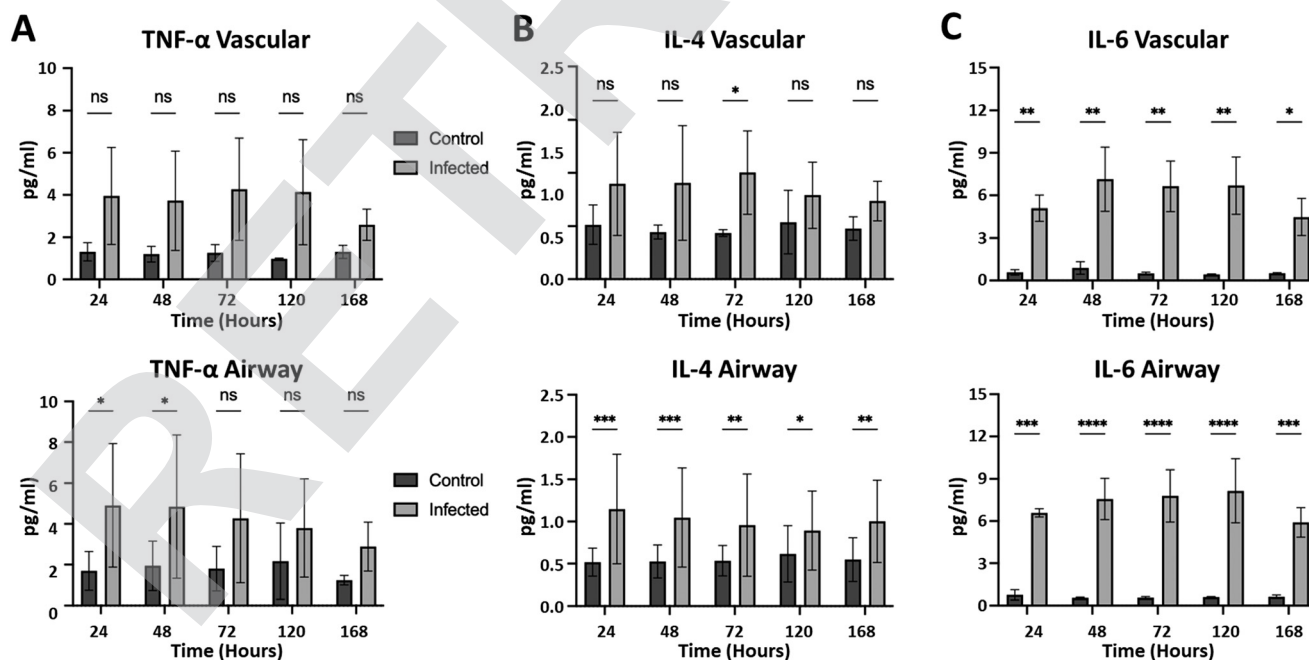 A
TNF-α Vascular
10
8
6
4
2
0
pg/ml)
ns
ns
ns
ns
ns
24
48
72
120
168
Time (Hours)
Control
Infected
B
IL-4 Vascular
2.5
2.0
1.5
1.0
0.5
0.0
pg/ml)
ns
ns
*
ns
ns
24
48
72
120
168
Time (Hours)
C
IL-6 Vascular
15
12
9
6
3
0
pg/ml)
**
**
**
**
*
24
48
72
120
168
Time (Hours)
TNF-α Airway
10
8
6
4
2
0
pg/ml)
*
*
ns
ns
ns
24
48
72
120
168
Time (Hours)
Control
Infected
IL-4 Airway
2.5
2.0
1.5
1.0
0.5
0.0
pg/ml)
***
***
**
*
**
24
48
72
120
168
Time (Hours)
IL-6 Airway
15
12
9
6
3
0
pg/ml)
***
****
****
****
***
24
48
72
120
168
Time (Hours)
RETR